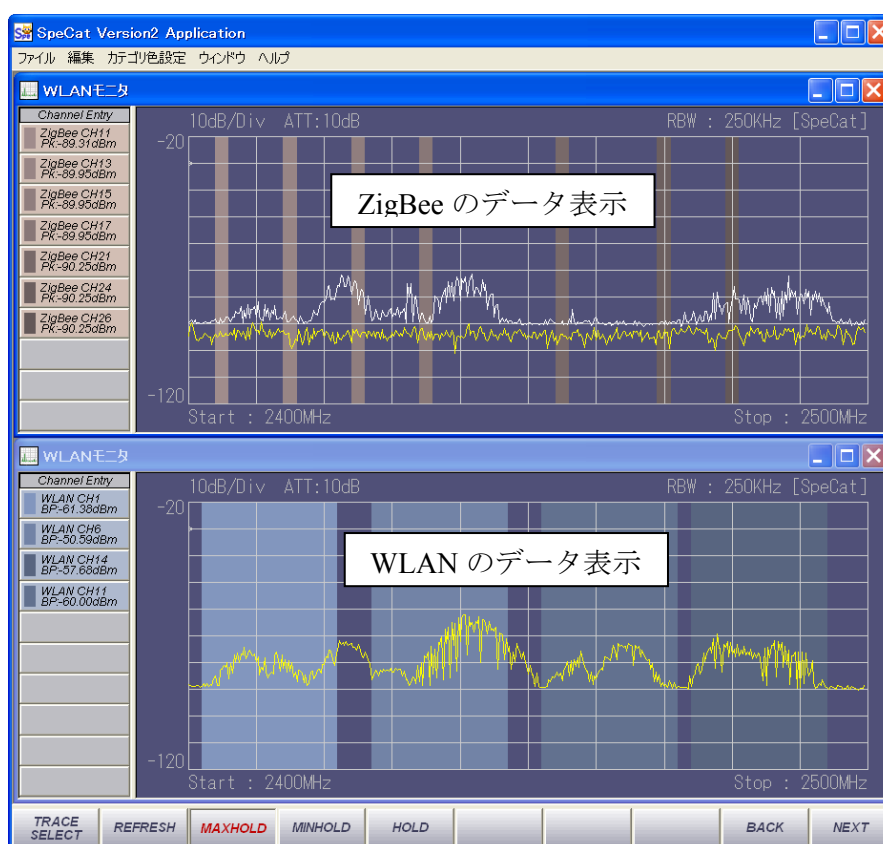 SpeCat Version2 Application
ファイル 編集 カテゴリ色設定 ウィンドウ ヘルプ
WLANモニタ
Channel Entry
ZigBee CH11
PK:-89.31dBm
ZigBee CH13
PK:-89.95dBm
ZigBee CH15
PK:-89.95dBm
ZigBee CH17
PK:-89.95dBm
ZigBee CH21
PK:-90.25dBm
ZigBee CH24
PK:-90.25dBm
ZigBee CH26
PK:-90.25dBm
10dB/Div ATT:10dB
RBW : 250KHz [SpeCat]
-20
ZigBee のデータ表示
-120
Start : 2400MHz
Stop : 2500MHz
WLANモニタ
Channel Entry
WLAN CH1
BP:-61.38dBm
WLAN CH6
BP:-50.59dBm
WLAN CH14
BP:-57.68dBm
WLAN CH11
BP:-60.00dBm
10dB/Div ATT:10dB
RBW : 250KHz [SpeCat]
-20
WLAN のデータ表示
-120
Start : 2400MHz
Stop : 2500MHz
TRACE SELECT
REFRESH
MAXHOLD
MINHOLD
HOLD
BACK
NEXT